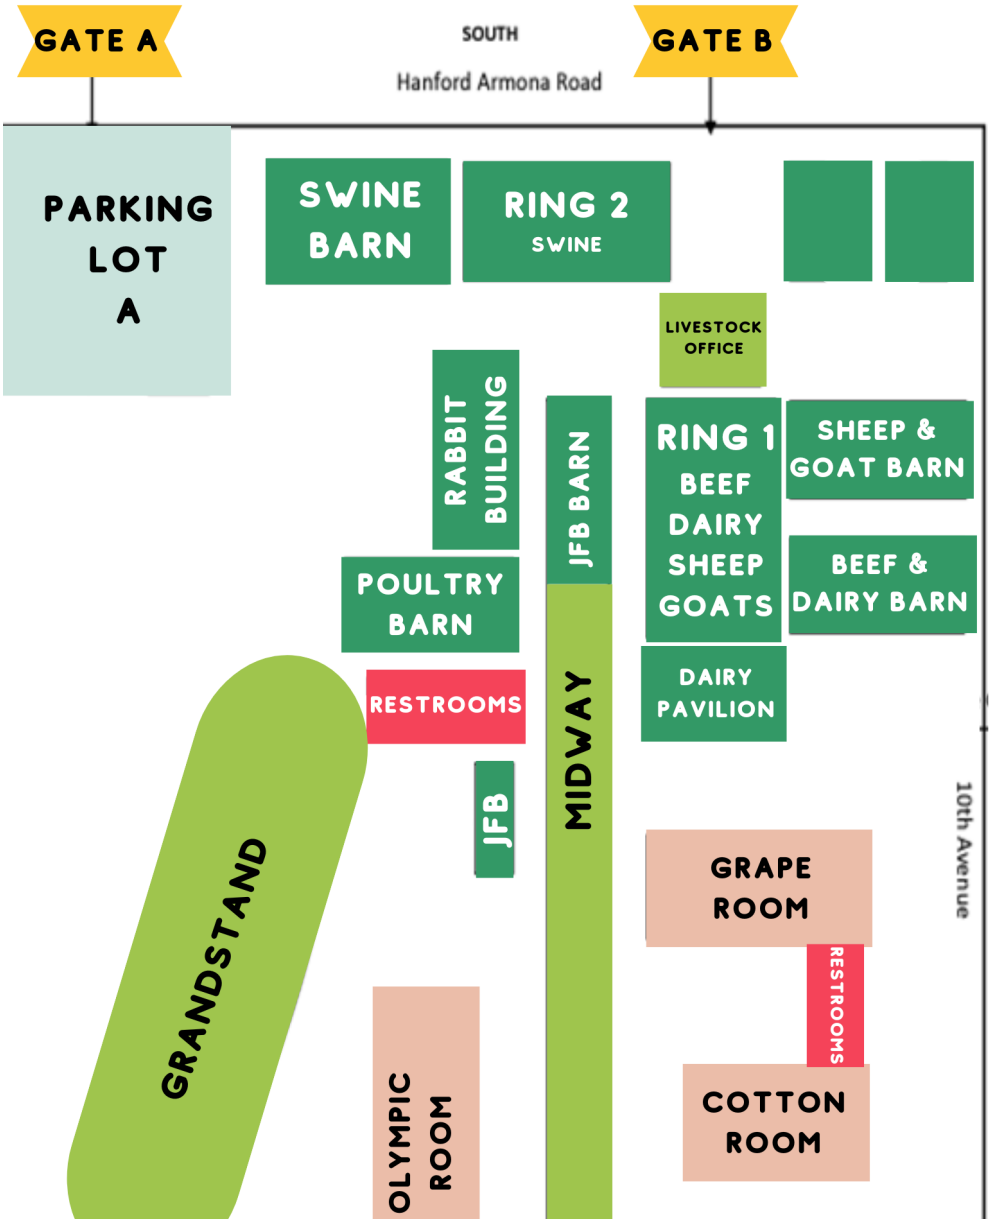 GATE A
SOUTH
GATE B
Hanford Armona Road
PARKING
LOT
A
SWINE
BARN
RING 2
SWINE
LIVESTOCK
OFFICE
RABBIT
BUILDING
JFB BARN
RING 1
BEEF
DAIRY
SHEEP
GOATS
SHEEP &
GOAT BARN
BEEF &
DAIRY BARN
POULTRY
BARN
RESTROOMS
MIDWAY
DAIRY
PAVILION
JFB
10th Avenue
GRANDSTAND
GRAPE
ROOM
RESTROOMS
OLYMPIC
ROOM
COTTON
ROOM